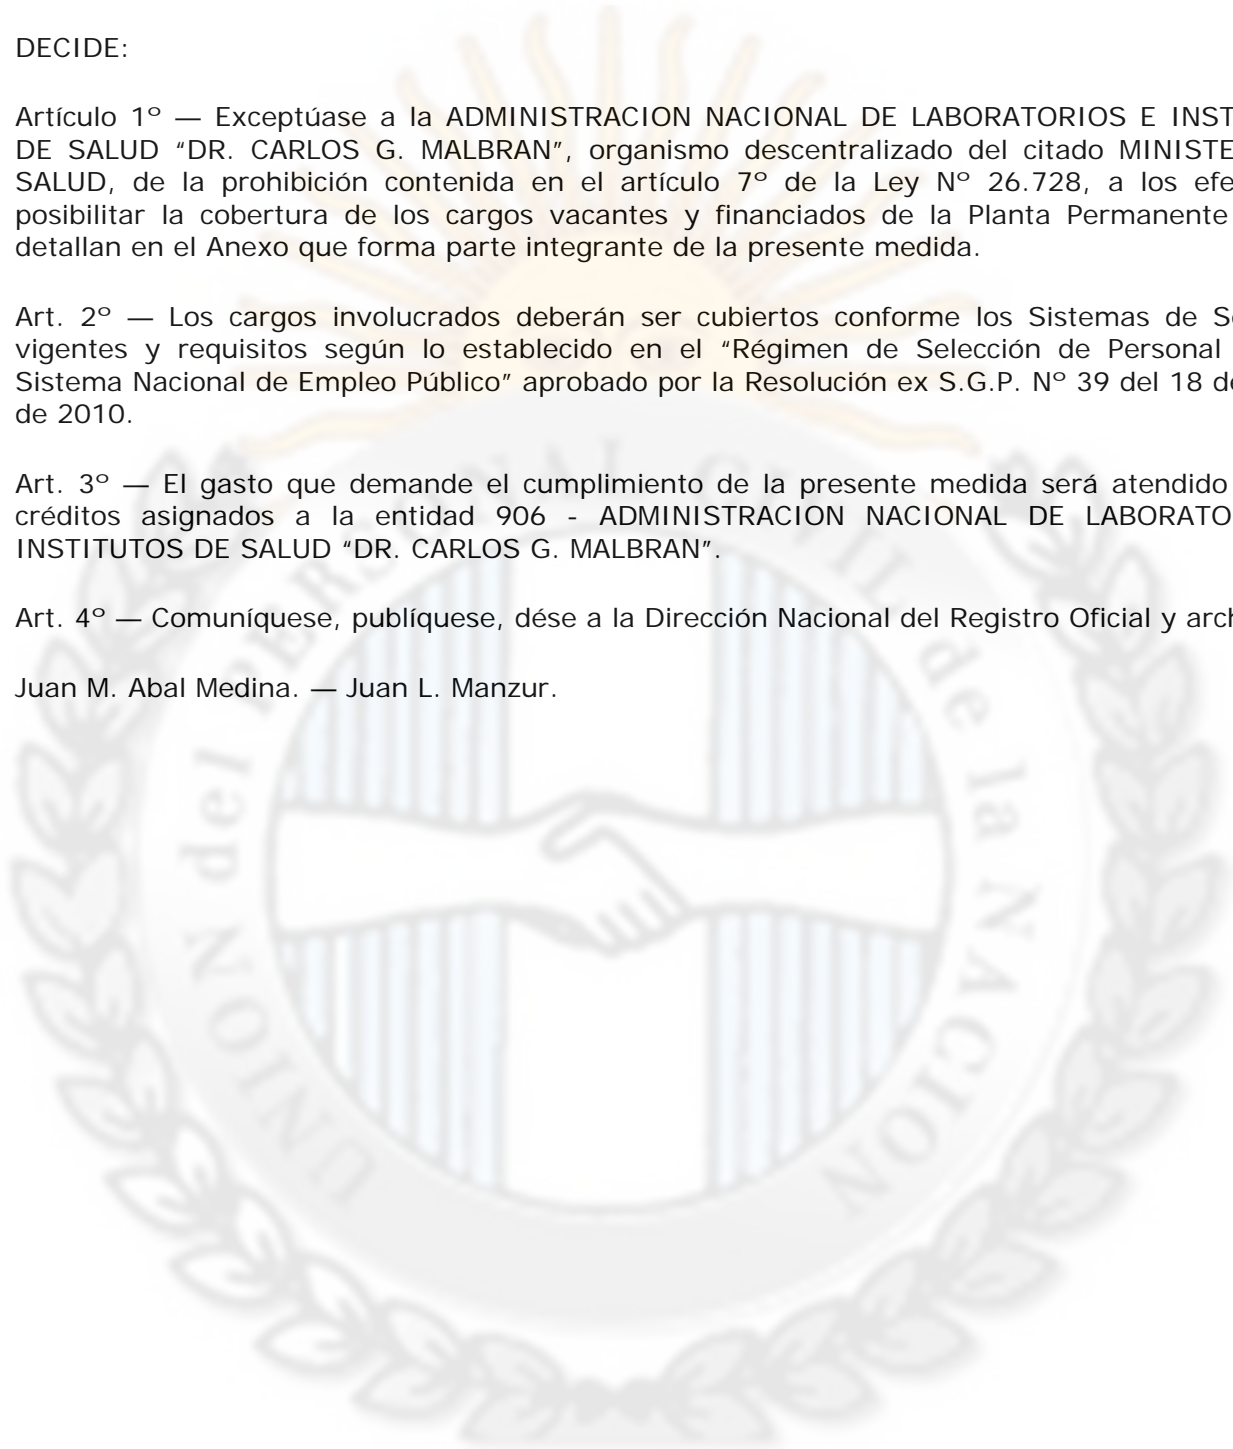 DECIDE:
Artículo 1º — Exceptúase a la ADMINISTRACION NACIONAL DE LABORATORIOS E INST
DE SALUD “DR. CARLOS G. MALBRAN”, organismo descentralizado del citado MINISTE
SALUD, de la prohibición contenida en el artículo 7º de la Ley Nº 26.728, a los efe
posibilitar la cobertura de los cargos vacantes y financiados de la Planta Permanente
detallan en el Anexo que forma parte integrante de la presente medida.
Art. 2º — Los cargos involucrados deberán ser cubiertos conforme los Sistemas de S
vigentes y requisitos según lo establecido en el “Régimen de Selección de Personal
Sistema Nacional de Empleo Público” aprobado por la Resolución ex S.G.P. Nº 39 del 18 d
de 2010.
Art. 3º — El gasto que demande el cumplimiento de la presente medida será atendido
créditos asignados a la entidad 906 - ADMINISTRACION NACIONAL DE LABORATO
INSTITUTOS DE SALUD “DR. CARLOS G. MALBRAN”.
Art. 4º — Comuníquese, publíquese, dése a la Dirección Nacional del Registro Oficial y arch
Juan M. Abal Medina. — Juan L. Manzur.
UNION del PERSONAL CIVIL de la NACION